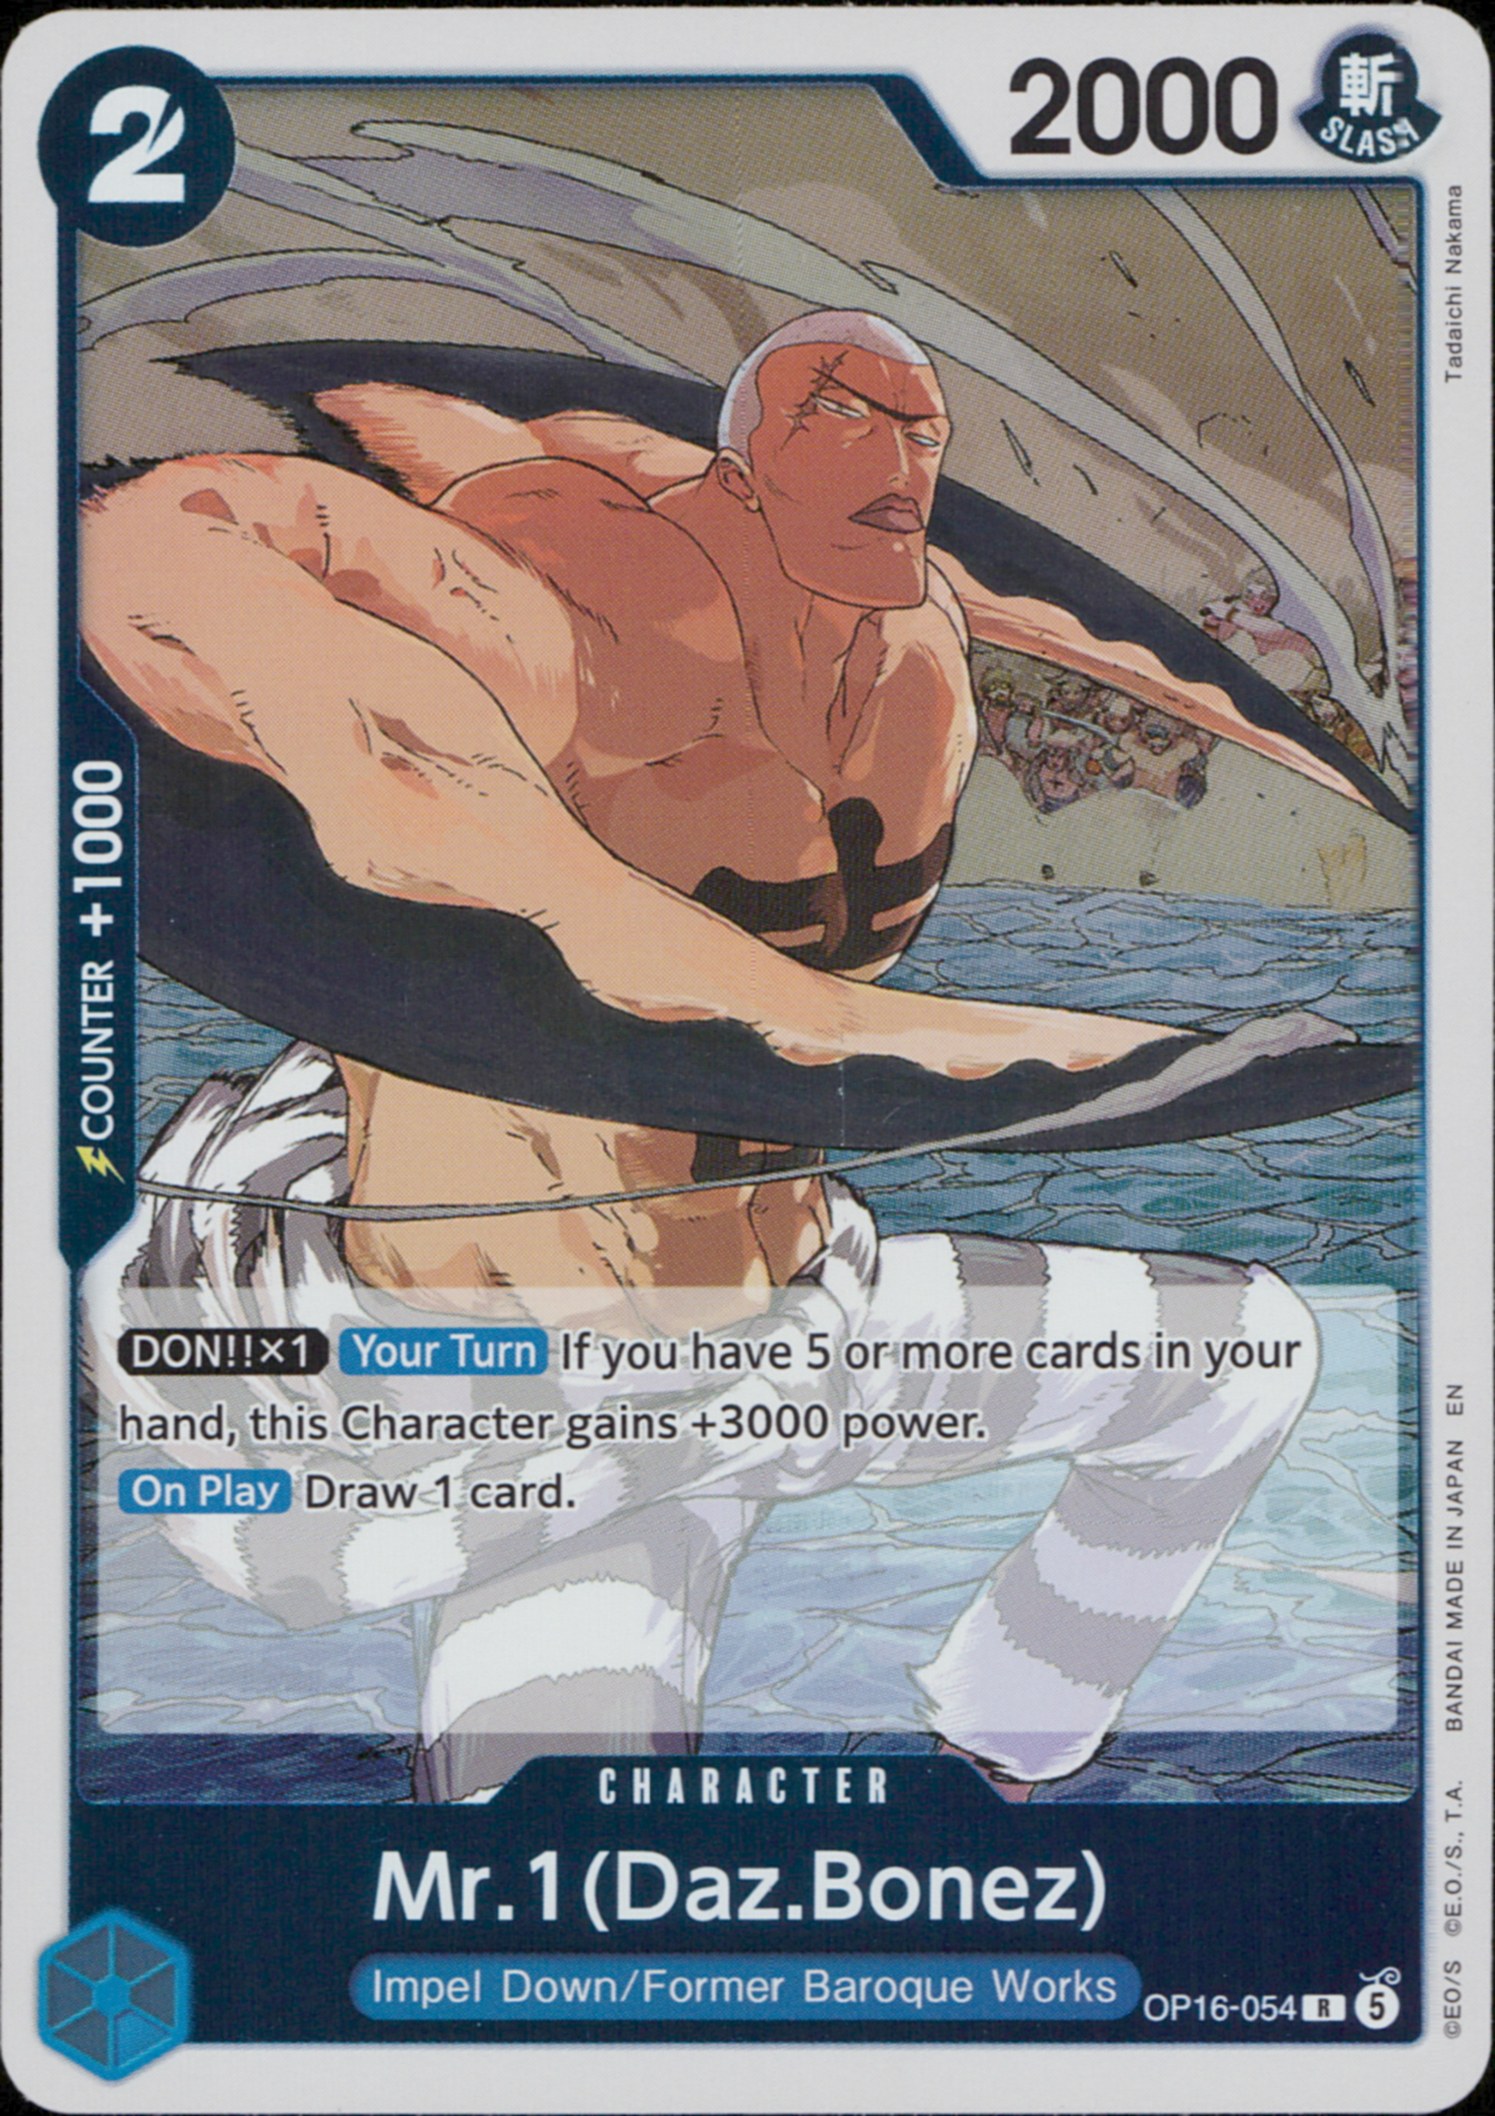 2
2000
斬
SLASH
Tadaichi Nakama
COUNTER +1000
DON!!×1 Your Turn If you have 5 or more cards in your
hand, this Character gains +3000 power.
On Play Draw 1 card.
CHARACTER
Mr.1(Daz.Bonez)
Impel Down/Former Baroque Works
OP16-054 R 5
©EO/S ©E.O./S., T.A. BANDAI MADE IN JAPAN EN